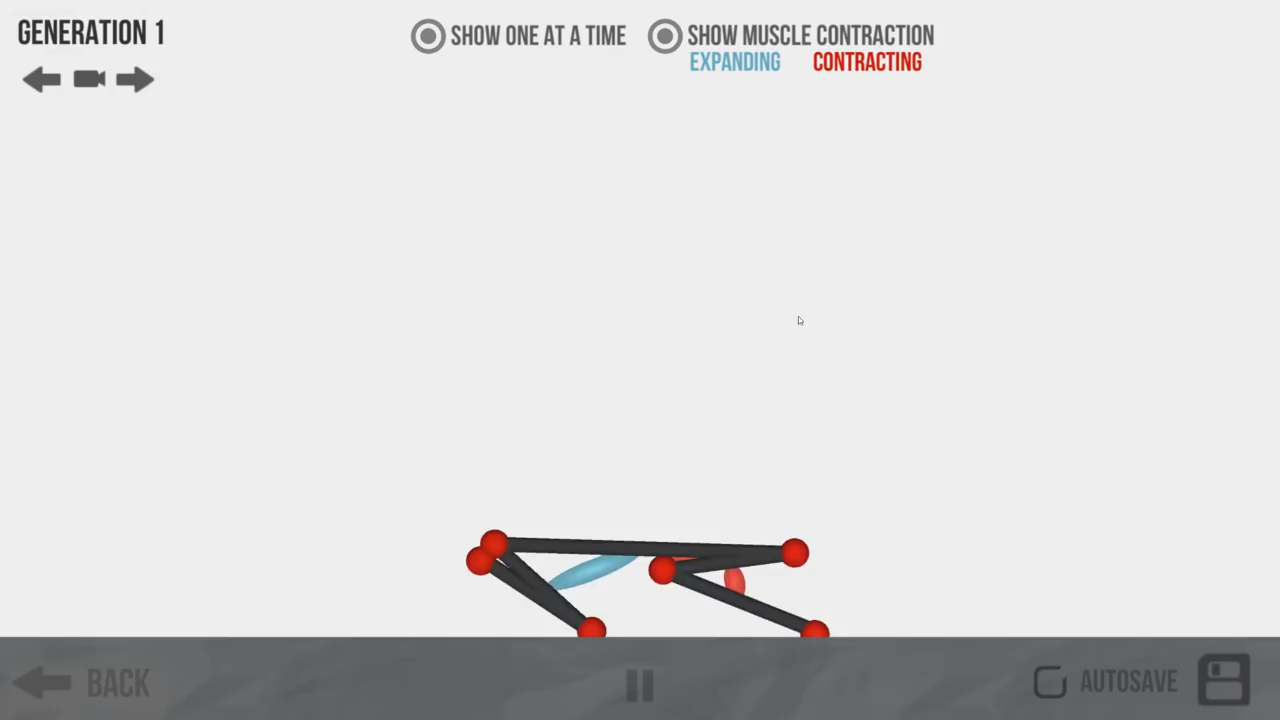 GENERATION 1
SHOW ONE AT A TIME
SHOW MUSCLE CONTRACTION
EXPANDING CONTRACTING
BACK
AUTOSAVE